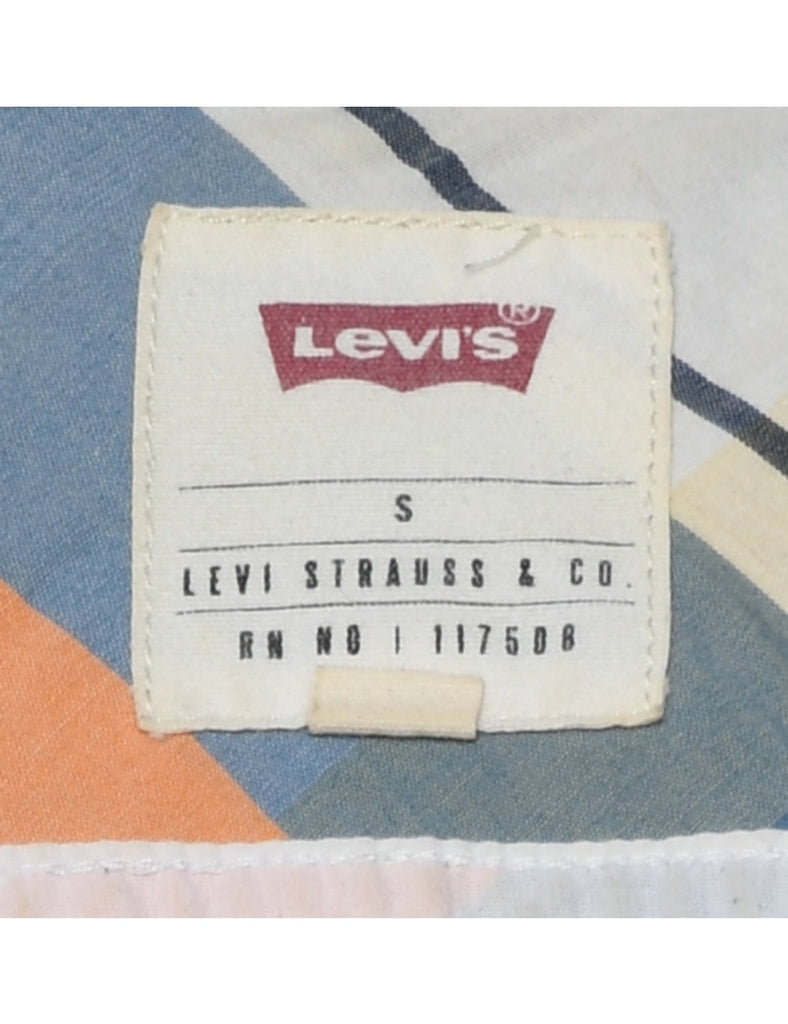 LEVI'S®
S
LEVI STRAUSS & CO.
RN NO | 117508